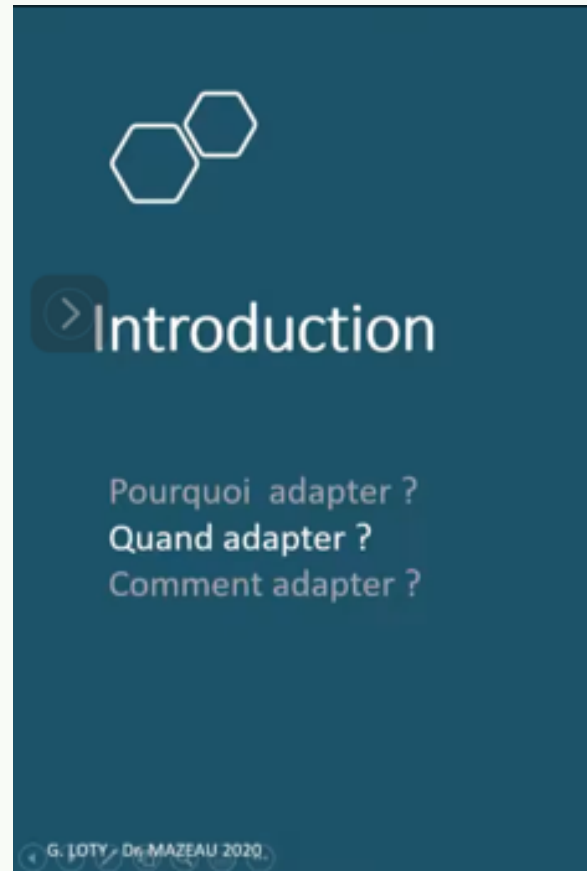 Introduction
Pourquoi adapter ?
Quand adapter ?
Comment adapter ?
G. LOTY - Dr. MAZEAU 2020